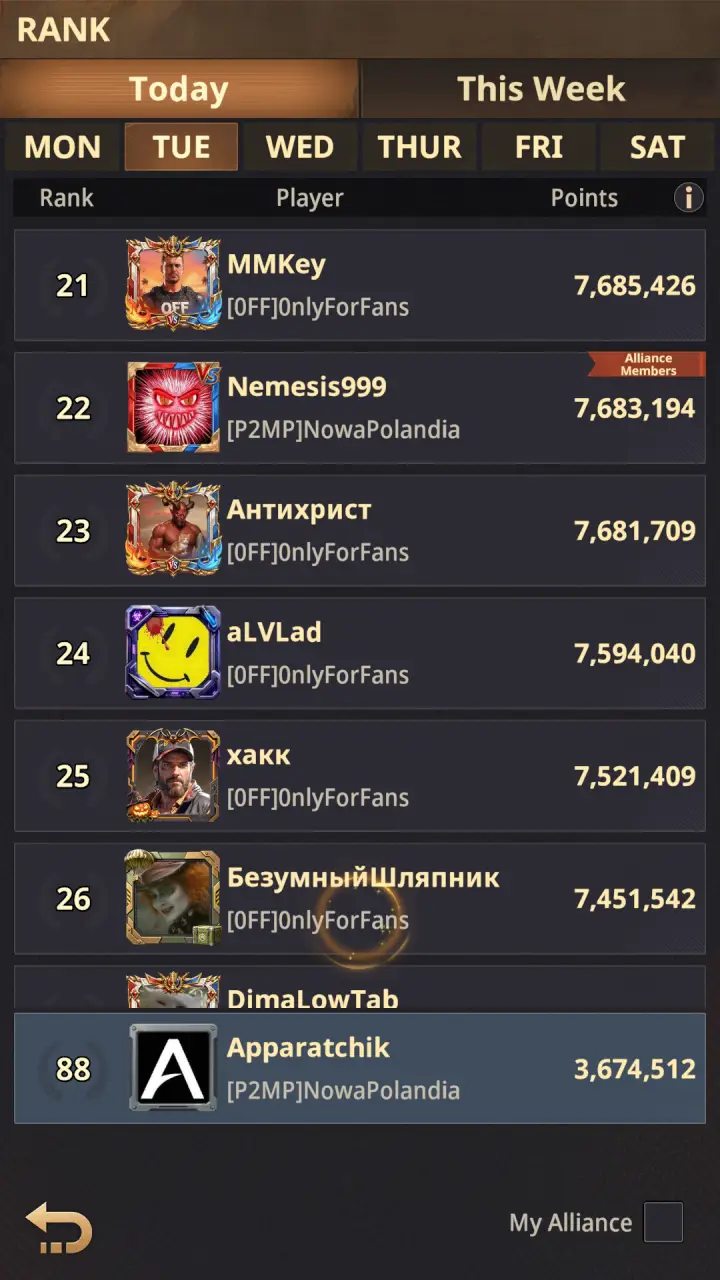 RANK
Today
This Week
MON TUE WED THUR FRI SAT
Rank Player Points
21 MMKey 7,685,426
[0FF]0nlyForFans
Alliance Members
22 Nemesis999 7,683,194
[P2MP]NowaPolandia
23 Антихрист 7,681,709
[0FF]0nlyForFans
24 aLVLad 7,594,040
[0FF]0nlyForFans
25 хакк 7,521,409
[0FF]0nlyForFans
26 БезумныйШляпник 7,451,542
[0FF]0nlyForFans
DimaLowTab
88 Apparatchik 3,674,512
[P2MP]NowaPolandia
My Alliance